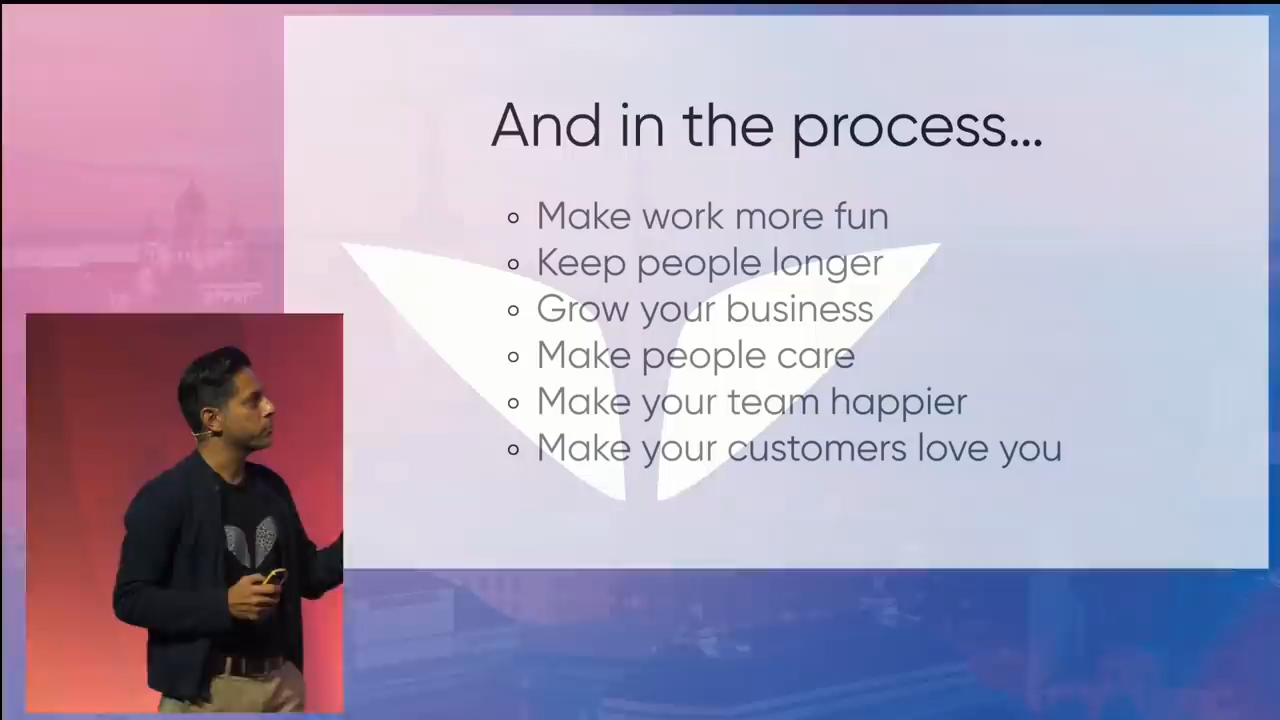 And in the process...
Make work more fun
Keep people longer
Grow your business
Make people care
Make your team happier
Make your customers love you